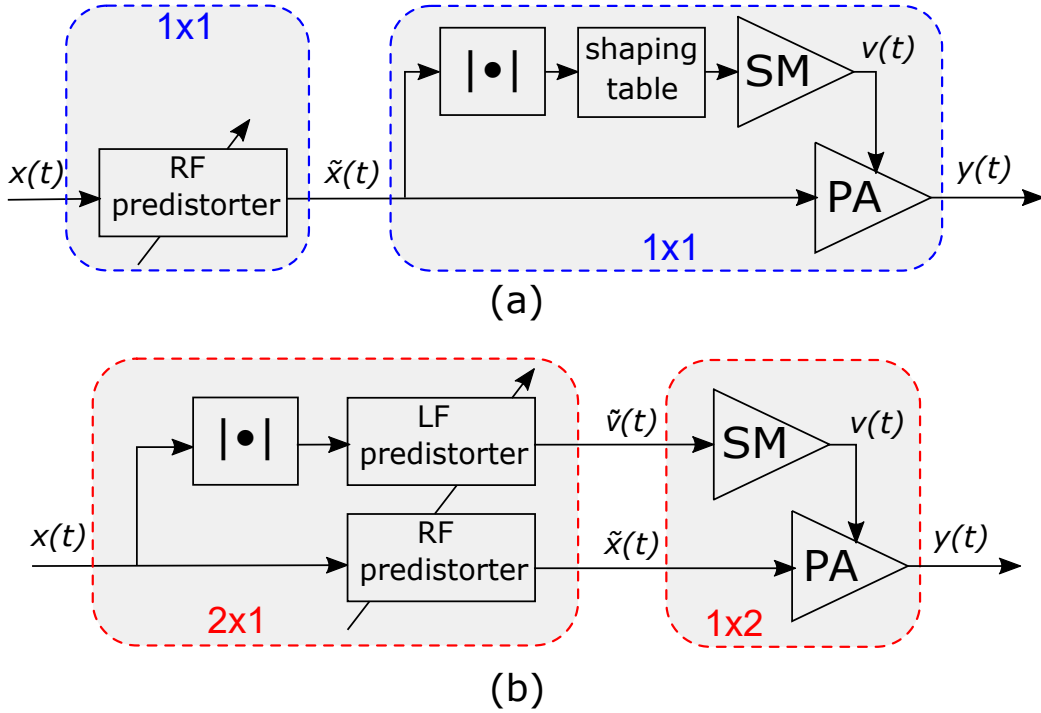 1x1
|•|
shaping
table
SM
v(t)
x(t)
RF
predistorter
x̃(t)
PA
y(t)
1x1
(a)
|•|
LF
predistorter
ṽ(t)
SM
v(t)
x(t)
RF
predistorter
x̃(t)
PA
y(t)
2x1
1x2
(b)